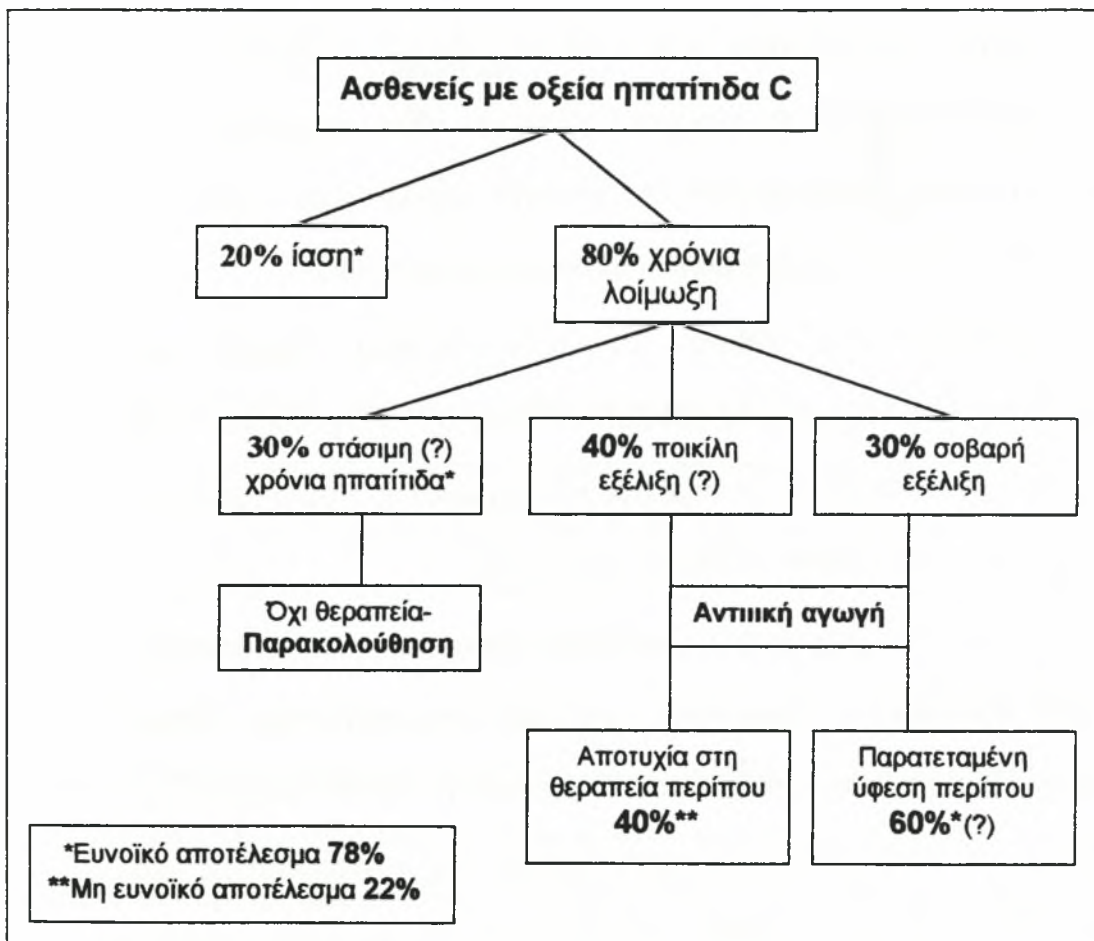 Ασθενείς με οξεία ηπατίτιδα C
20% ίαση*
80% χρόνια
λοίμωξη
30% στάσιμη (?)
χρόνια ηπατίτιδα*
40% ποικίλη
εξέλιξη (?)
30% σοβαρή
εξέλιξη
Όχι θεραπεία-
Παρακολούθηση
Αντιιική αγωγή
Αποτυχία στη
θεραπεία περίπου
40%**
Παρατεταμένη
ύφεση περίπου
60%*(?)
*Ευνοϊκό αποτέλεσμα 78%
**Μη ευνοϊκό αποτέλεσμα 22%